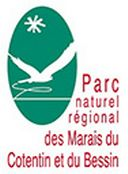 Parc
naturel
régional
des Marais du
Cotentin et du Bessin